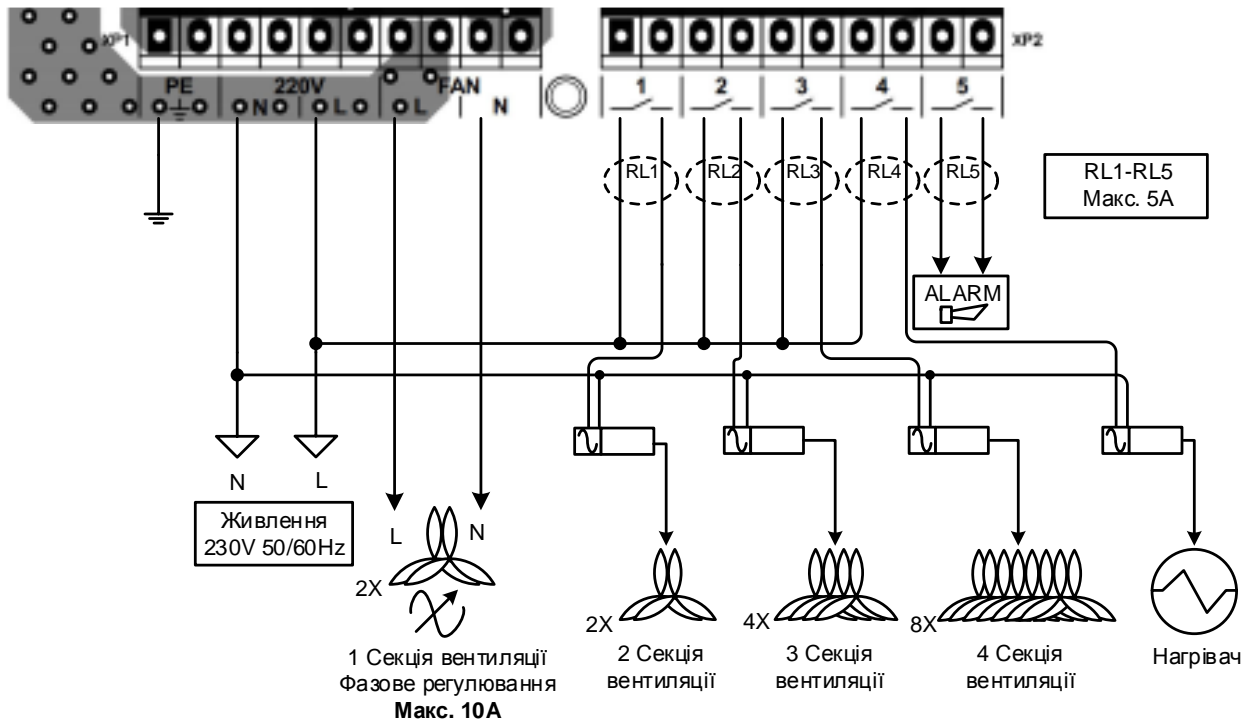 XP1
XP2
PE 220V FAN
N L L N
1 2 3 4 5
RL1 RL2 RL3 RL4 RL5
RL1-RL5
Макс. 5А
ALARM
N L
Живлення
230V 50/60Hz
L N
2X
2X 4X 8X
1 Секція вентиляції
Фазове регулювання
Макс. 10А
2 Секція
вентиляції
3 Секція
вентиляції
4 Секція
вентиляції
Нагрівач